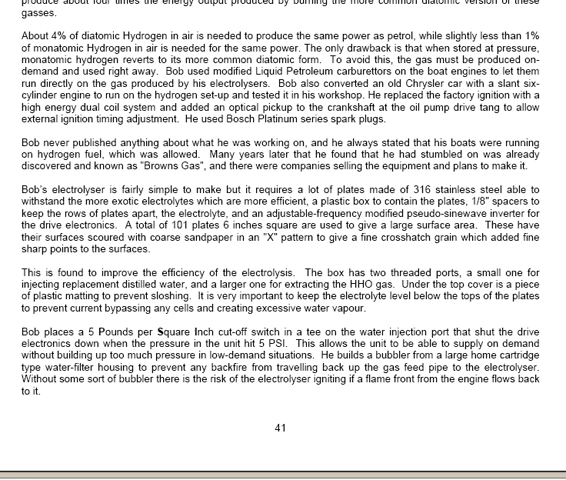 produce about four times the energy output produced by burning the more common diatomic version of these
gasses.
About 4% of diatomic Hydrogen in air is needed to produce the same power as petrol, while slightly less than 1%
of monatomic Hydrogen in air is needed for the same power. The only drawback is that when stored at pressure,
monatomic hydrogen reverts to its more common diatomic form. To avoid this, the gas must be produced on-
demand and used right away. Bob used modified Liquid Petroleum carburettors on the boat engines to let them
run directly on the gas produced by his electrolysers. Bob also converted an old Chrysler car with a slant six-
cylinder engine to run on the hydrogen set-up and tested it in his workshop. He replaced the factory ignition with a
high energy dual coil system and added an optical pickup to the crankshaft at the oil pump drive tang to allow
external ignition timing adjustment. He used Bosch Platinum series spark plugs.
Bob never published anything about what he was working on, and he always stated that his boats were running
on hydrogen fuel, which was allowed. Many years later that he found that he had stumbled on was already
discovered and known as "Browns Gas", and there were companies selling the equipment and plans to make it.
Bob's electrolyser is fairly simple to make but it requires a lot of plates made of 316 stainless steel able to
withstand the more exotic electrolytes which are more efficient, a plastic box to contain the plates, 1/8" spacers to
keep the rows of plates apart, the electrolyte, and an adjustable-frequency modified pseudo-sinewave inverter for
the drive electronics. A total of 101 plates 6 inches square are used to give a large surface area. These have
their surfaces scoured with coarse sandpaper in an "X" pattern to give a fine crosshatch grain which added fine
sharp points to the surfaces.
This is found to improve the efficiency of the electrolysis. The box has two threaded ports, a small one for
injecting replacement distilled water, and a larger one for extracting the HHO gas. Under the top cover is a piece
of plastic matting to prevent sloshing. It is very important to keep the electrolyte level below the tops of the plates
to prevent current bypassing any cells and creating excessive water vapour.
Bob places a 5 Pounds per Square Inch cut-off switch in a tee on the water injection port that shut the drive
electronics down when the pressure in the unit hit 5 PSI. This allows the unit to be able to supply on demand
without building up too much pressure in low-demand situations. He builds a bubbler from a large home cartridge
type water-filter housing to prevent any backfire from travelling back up the gas feed pipe to the electrolyser.
Without some sort of bubbler there is the risk of the electrolyser igniting if a flame front from the engine flows back
to it.
41